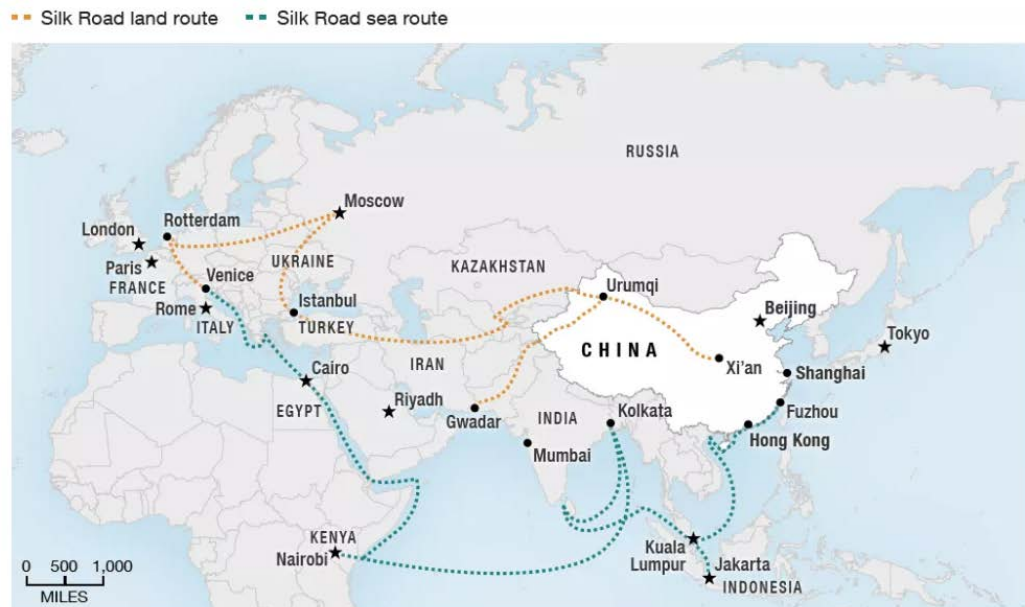 Silk Road land route
Silk Road sea route
RUSSIA
Moscow
Rotterdam
London
Paris
FRANCE
UKRAINE
KAZAKHSTAN
Venice
Urumqi
Istanbul
Rome
ITALY
TURKEY
Beijing
Tokyo
CHINA
Xi'an
Shanghai
IRAN
Cairo
EGYPT
Riyadh
Gwadar
INDIA
Kolkata
Fuzhou
Hong Kong
Mumbai
KENYA
Nairobi
Kuala
Lumpur
Jakarta
INDONESIA
0 500 1,000
MILES